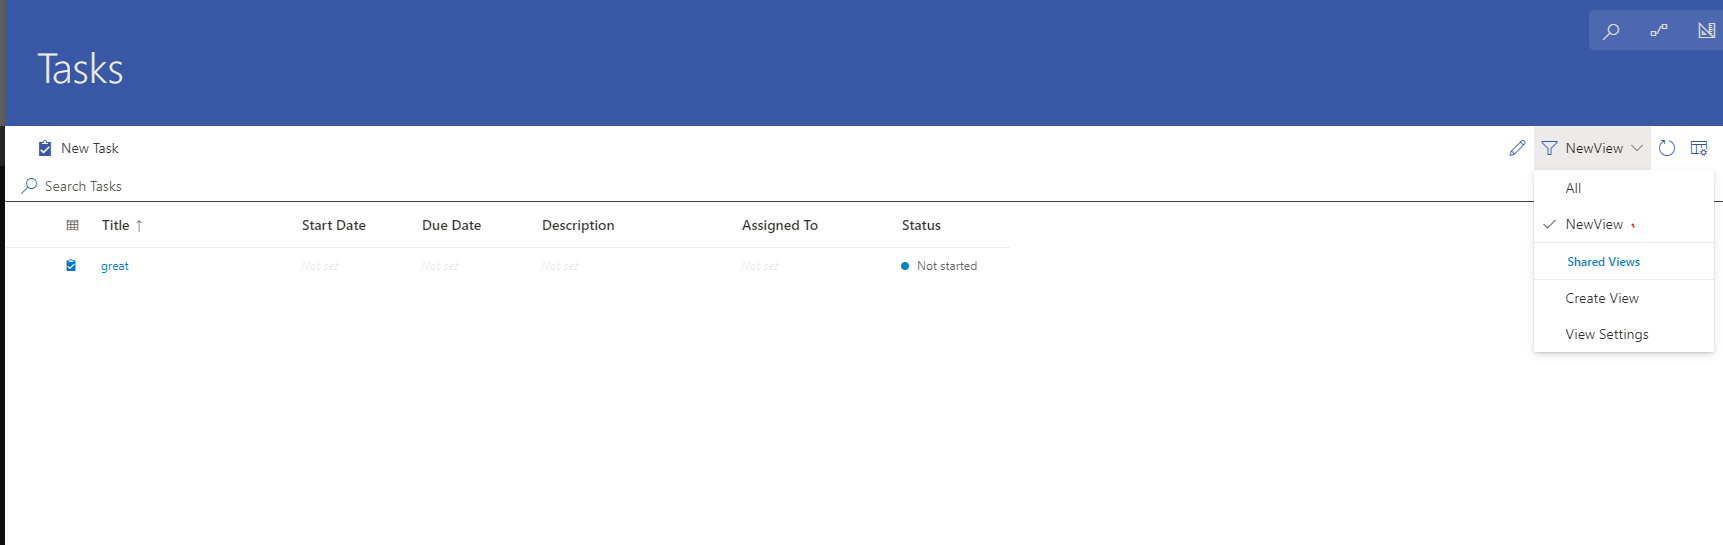 Tasks
New Task
NewView
Search Tasks
All
NewView
Shared Views
Create View
View Settings
Title Start Date Due Date Description Assigned To Status
great Not set Not set Not set Not set Not started